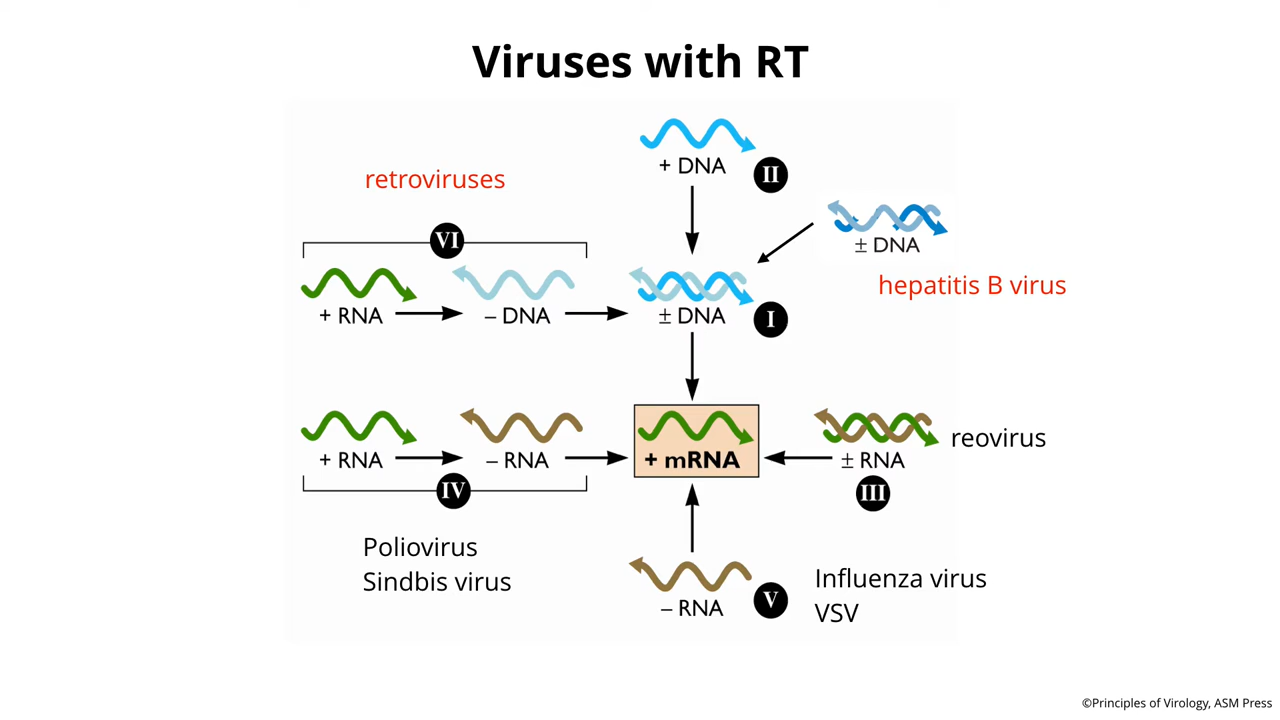 Viruses with RT
+ DNA
II
retroviruses
VI
± DNA
hepatitis B virus
+ RNA
– DNA
± DNA
I
+ RNA
– RNA
+ mRNA
± RNA
reovirus
IV
III
Poliovirus
Sindbis virus
– RNA
V
Influenza virus
VSV
©Principles of Virology, ASM Press